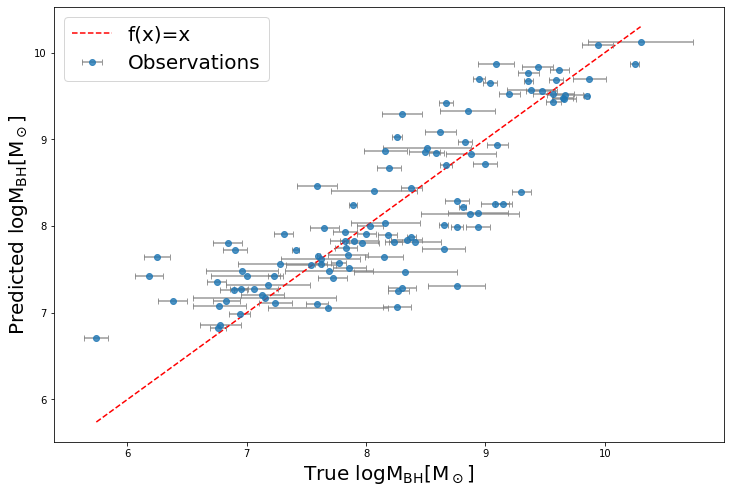 f(x)=x
Observations
10
9
8
7
6
Predicted logM_BH[M_⊙]
6 7 8 9 10
True logM_BH[M_⊙]